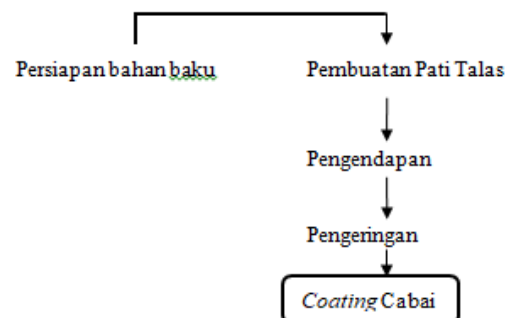 Persiapan bahan baku
Pembuatan Pati Talas
Pengendapan
Pengeringan
Coating Cabai